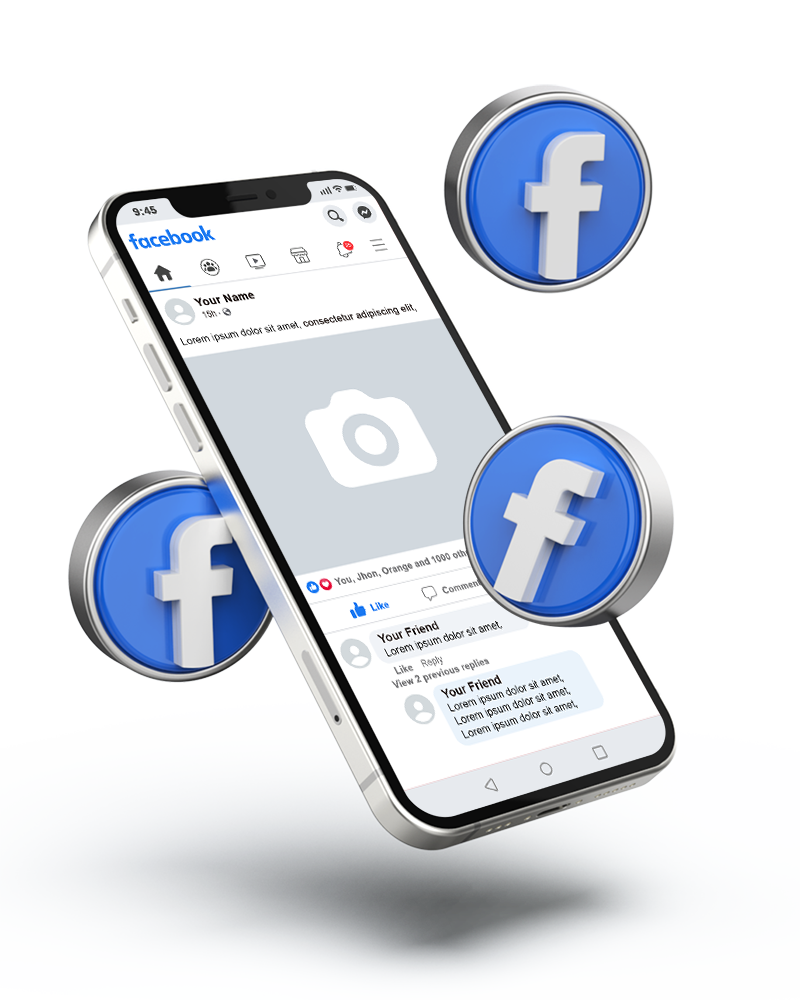 9:45
facebook
Your Name
15h ·
Lorem ipsum dolor sit amet, consectetur adipiscing elit,
You, Jhon, Orange and 1000
Like
Your Friend
Lorem ipsum dolor sit amet,
Like Reply
View 2 previous replies
Your Friend
Lorem ipsum dolor sit amet,
Lorem ipsum dolor sit amet,
Lorem ipsum dolor sit amet,
f
f
f